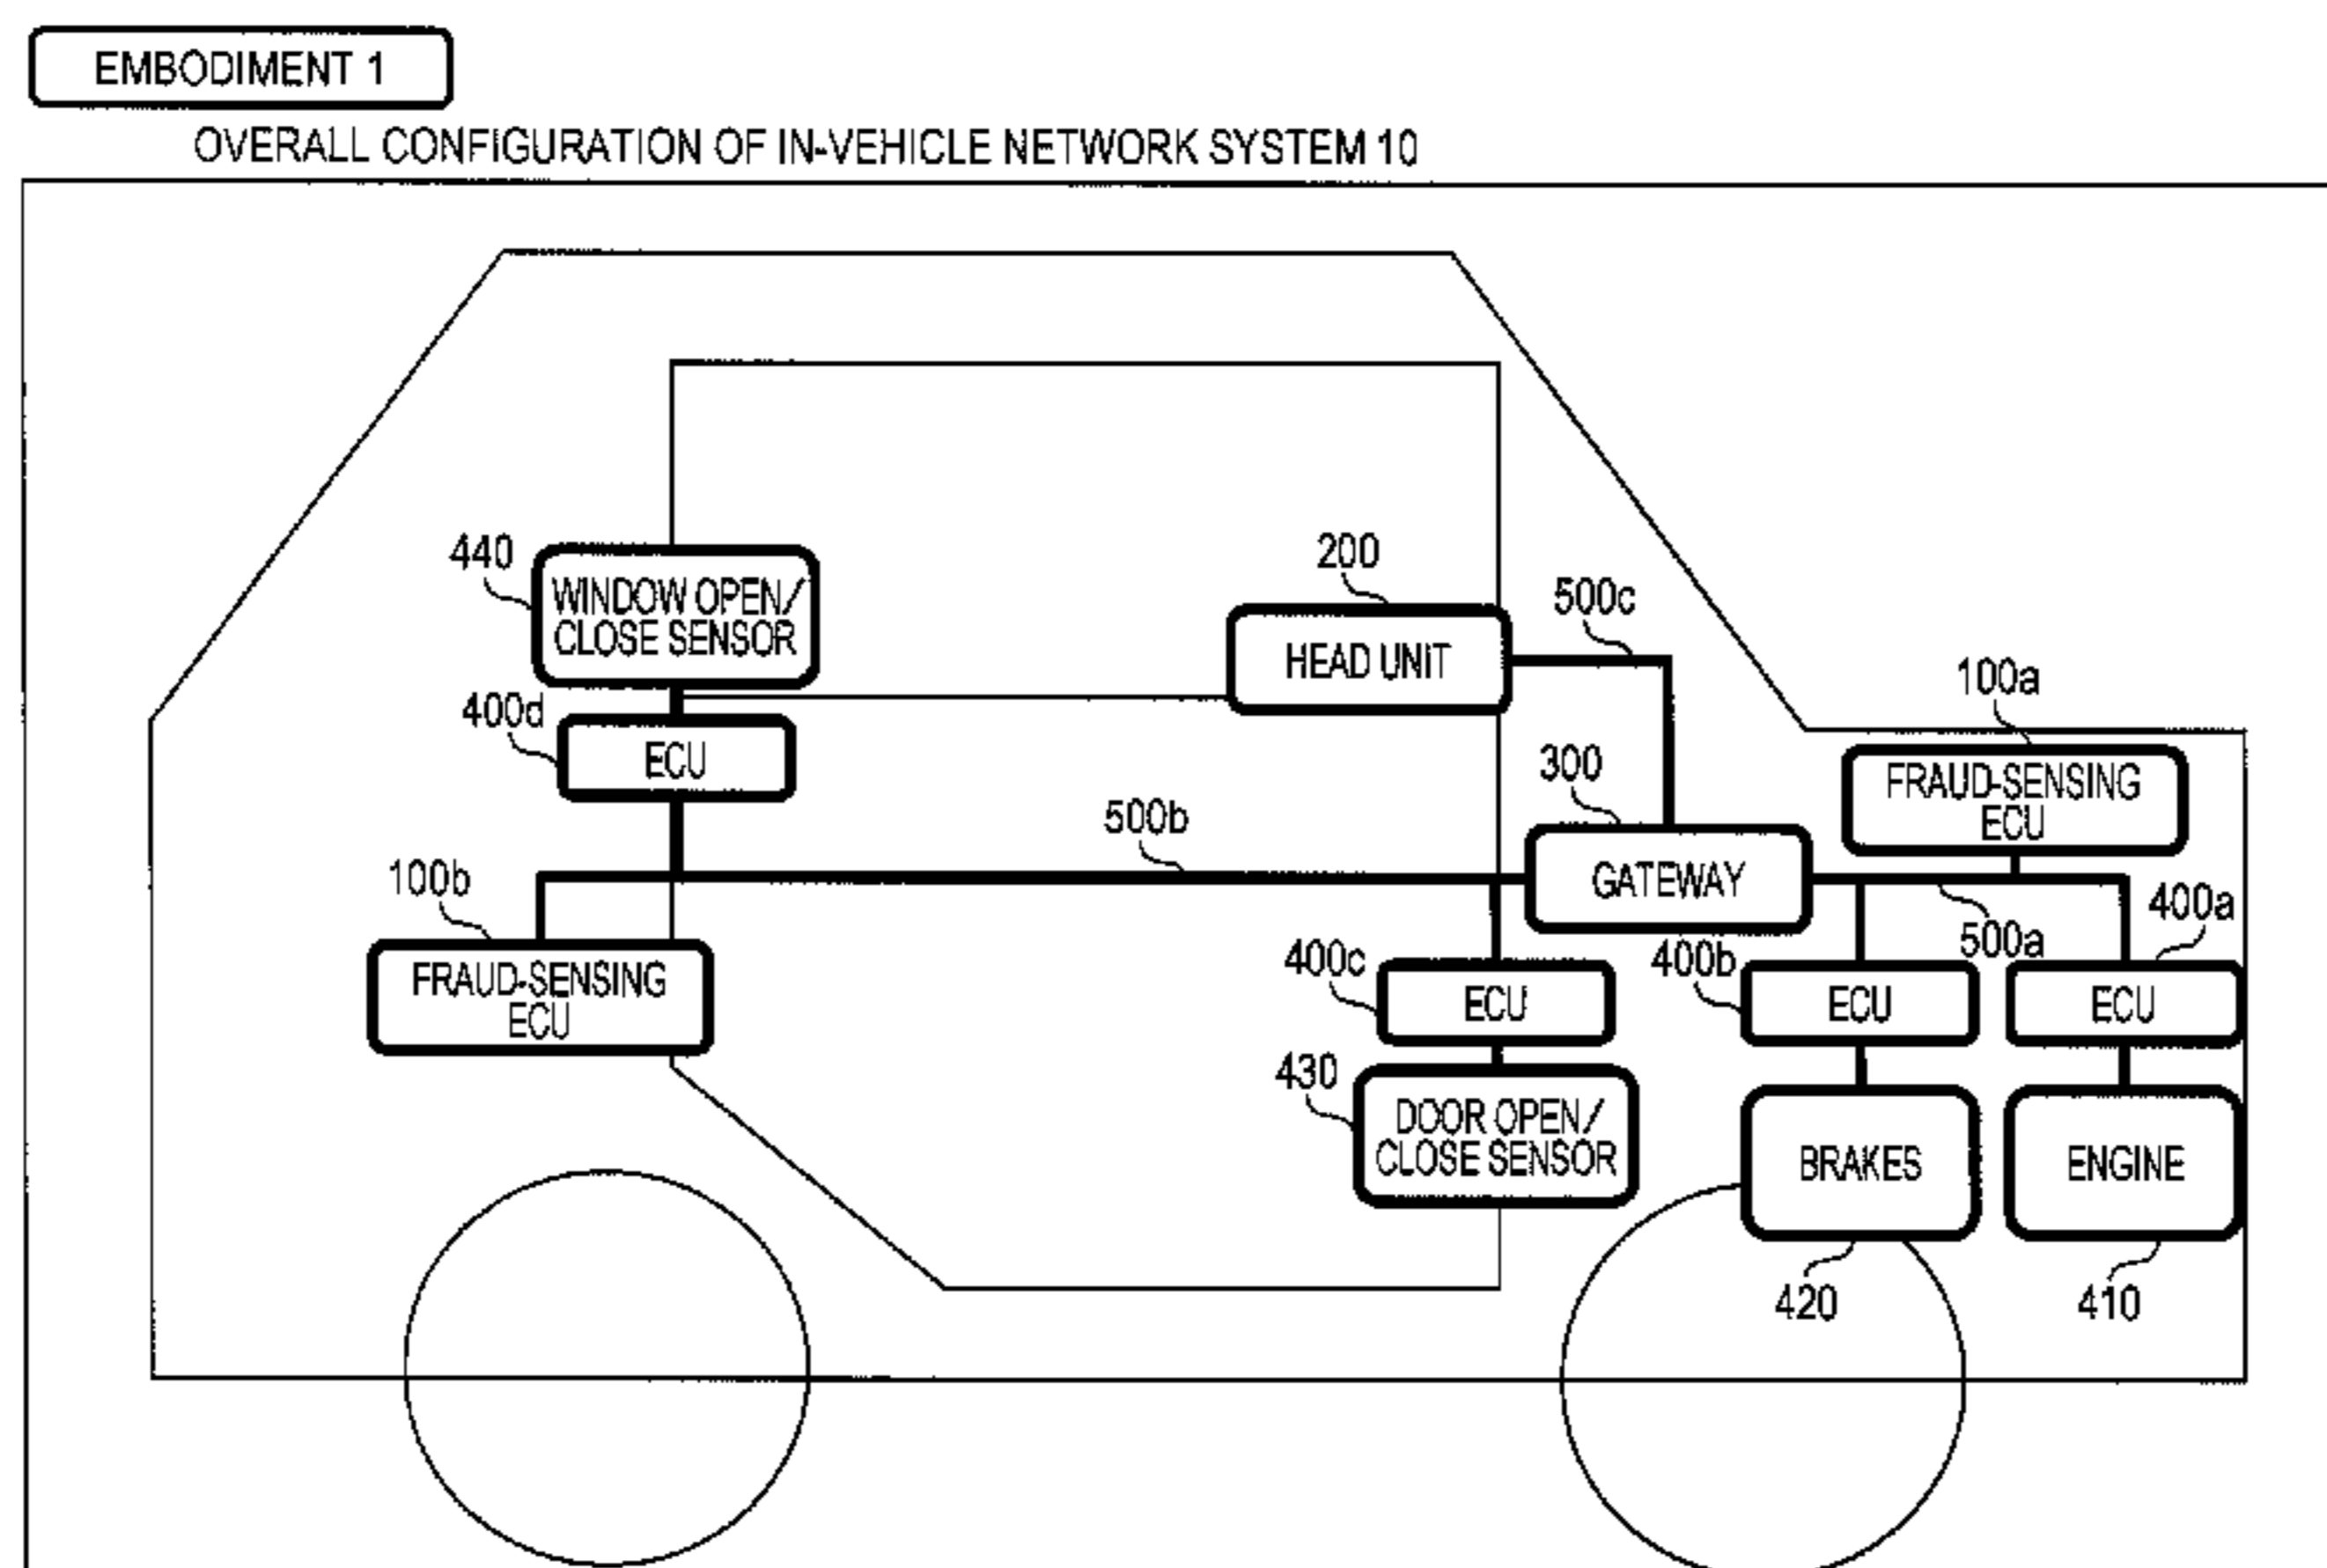 EMBODIMENT 1
OVERALL CONFIGURATION OF IN-VEHICLE NETWORK SYSTEM 10
440
WINDOW OPEN/
CLOSE SENSOR
200
HEAD UNIT
500c
100a
FRAUD-SENSING
ECU
400d
ECU
300
GATEWAY
500b
100b
FRAUD-SENSING
ECU
500a
400a
ECU
400b
ECU
400c
ECU
430
DOOR OPEN/
CLOSE SENSOR
BRAKES
ENGINE
420
410